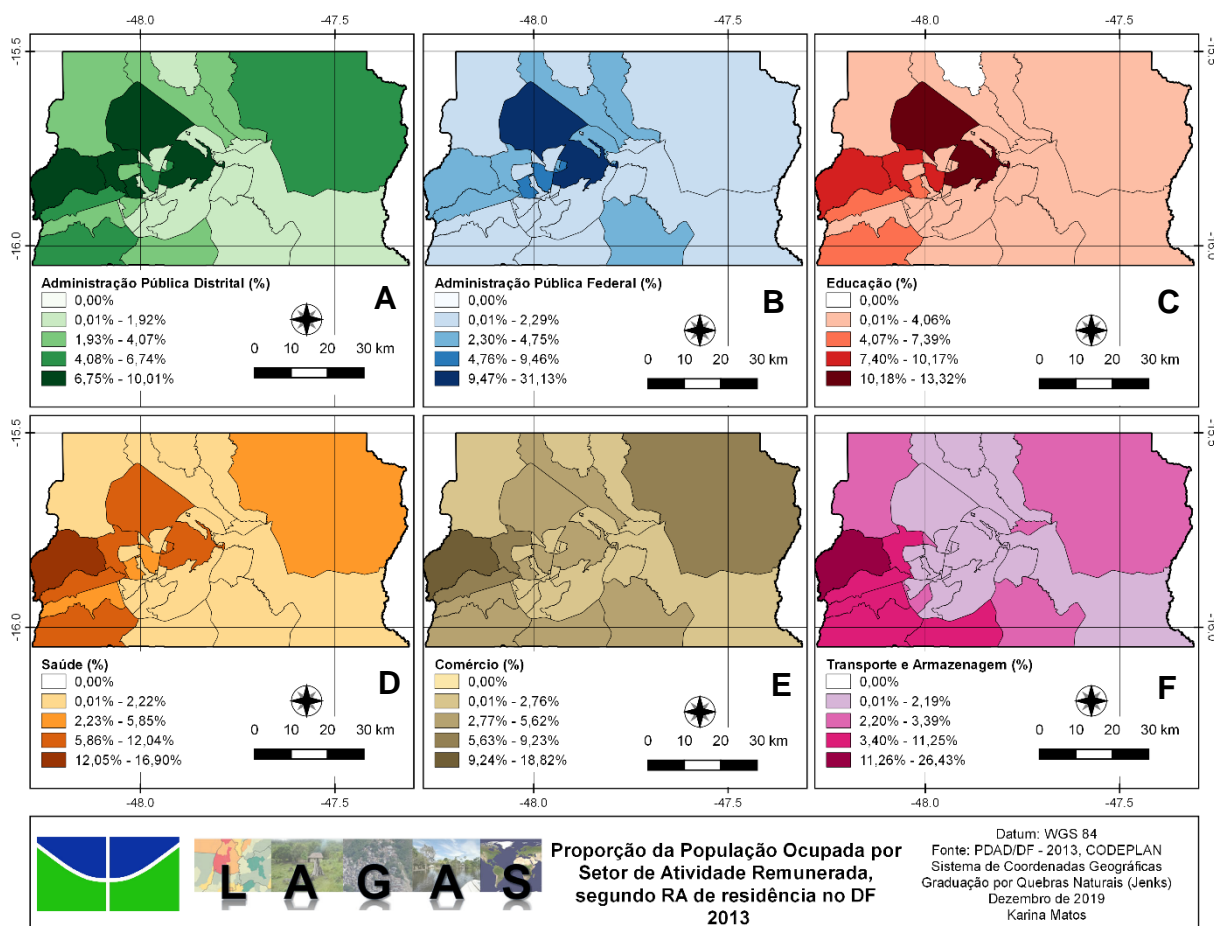 -48.0 -47.5 -48.0 -47.5 -48.0 -47.5
-15.5 -15.5
-16.0
Administração Pública Distrital (%)
A
0,00%
0,01% - 1,92%
1,93% - 4,07%
4,08% - 6,74%
6,75% - 10,01%
0 10 20 30 km
Administração Pública Federal (%)
B
0,00%
0,01% - 2,29%
2,30% - 4,75%
4,76% - 9,46%
9,47% - 31,13%
0 10 20 30 km
Educação (%)
C
0,00%
0,01% - 4,06%
4,07% - 7,39%
7,40% - 10,17%
10,18% - 13,32%
0 10 20 30 km
-15.5 -15.5
-16.0
Saúde (%)
D
0,00%
0,01% - 2,22%
2,23% - 5,85%
5,86% - 12,04%
12,05% - 16,90%
0 10 20 30 km
Comércio (%)
E
0,00%
0,01% - 2,76%
2,77% - 5,62%
5,63% - 9,23%
9,24% - 18,82%
0 10 20 30 km
Transporte e Armazenagem (%)
F
0,00%
0,01% - 2,19%
2,20% - 3,39%
3,40% - 11,25%
11,26% - 26,43%
0 10 20 30 km
-48.0 -47.5 -48.0 -47.5 -48.0 -47.5
LAGAS
Proporção da População Ocupada por
Setor de Atividade Remunerada,
segundo RA de residência no DF
2013
Datum: WGS 84
Fonte: PDAD/DF - 2013, CODEPLAN
Sistema de Coordenadas Geográficas
Graduação por Quebras Naturais (Jenks)
Dezembro de 2019
Karina Matos